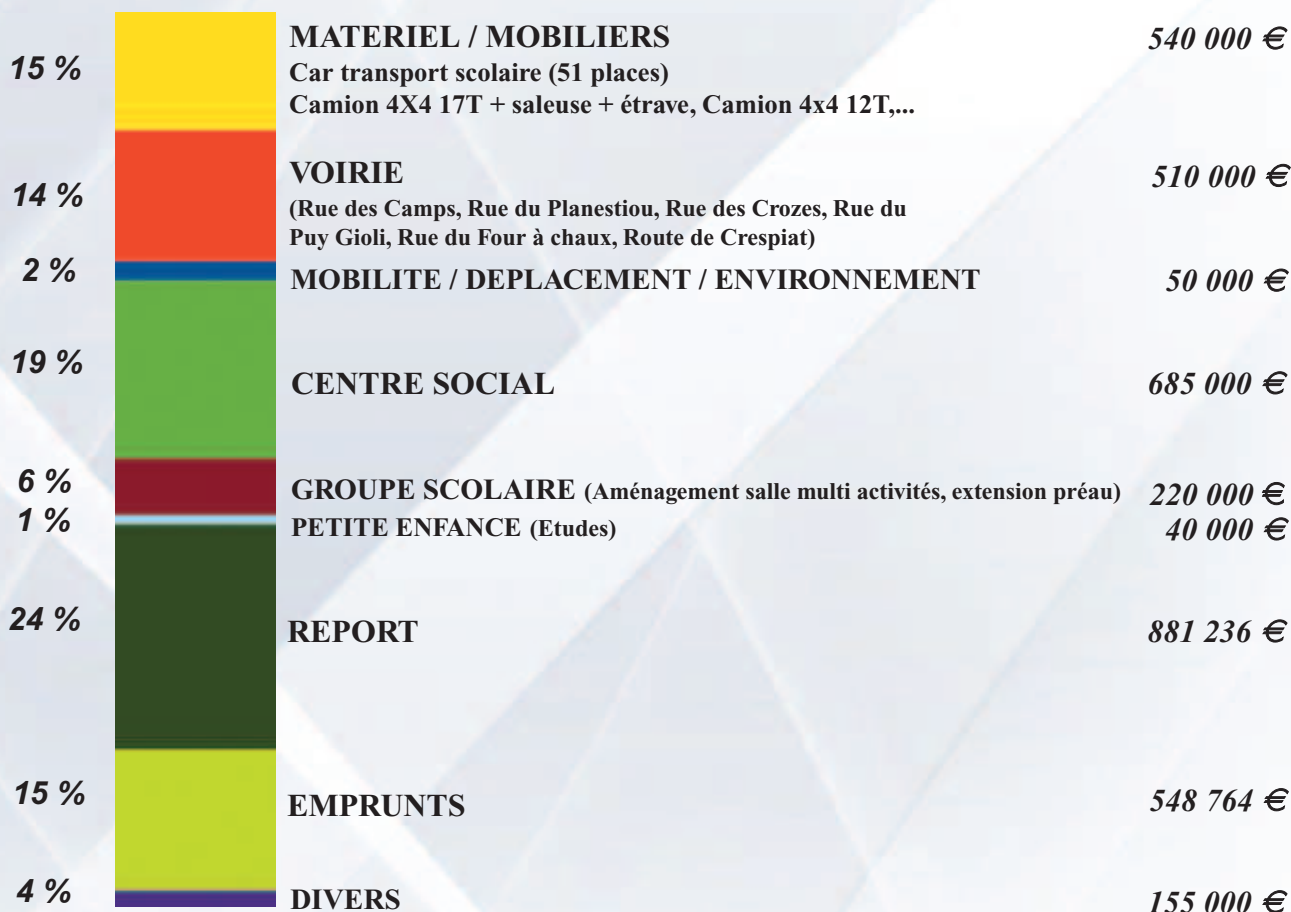 15 % MATERIEL / MOBILIERS 540 000 €
Car transport scolaire (51 places)
Camion 4X4 17T + saleuse + étrave, Camion 4x4 12T,...
14 % VOIRIE 510 000 €
(Rue des Camps, Rue du Planestiou, Rue des Crozes, Rue du
Puy Gioli, Rue du Four à chaux, Route de Crespiat)
2 % MOBILITE / DEPLACEMENT / ENVIRONNEMENT 50 000 €
19 % CENTRE SOCIAL 685 000 €
6 % GROUPE SCOLAIRE (Aménagement salle multi activités, extension préau) 220 000 €
1 % PETITE ENFANCE (Etudes) 40 000 €
24 % REPORT 881 236 €
15 % EMPRUNTS 548 764 €
4 % DIVERS 155 000 €